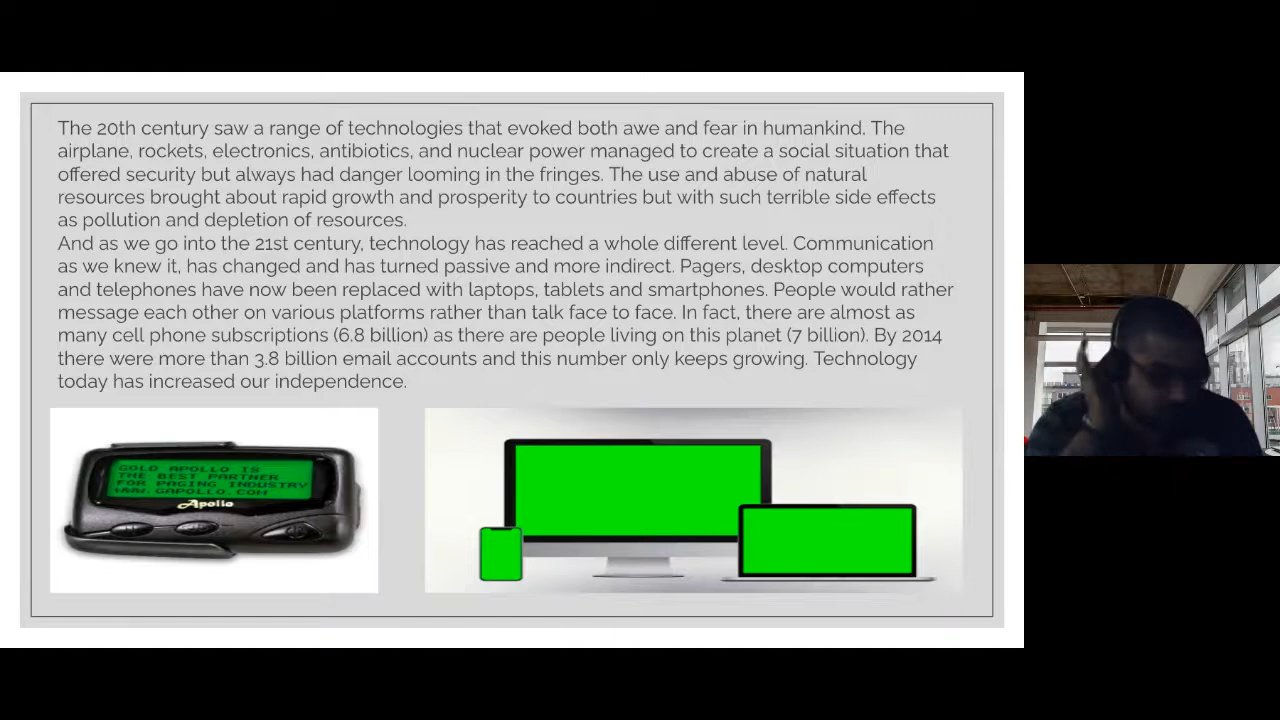 The 20th century saw a range of technologies that evoked both awe and fear in humankind. The
airplane, rockets, electronics, antibiotics, and nuclear power managed to create a social situation that
offered security but always had danger looming in the fringes. The use and abuse of natural
resources brought about rapid growth and prosperity to countries but with such terrible side effects
as pollution and depletion of resources.
And as we go into the 21st century, technology has reached a whole different level. Communication
as we knew it, has changed and has turned passive and more indirect. Pagers, desktop computers
and telephones have now been replaced with laptops, tablets and smartphones. People would rather
message each other on various platforms rather than talk face to face. In fact, there are almost as
many cell phone subscriptions (6.8 billion) as there are people living on this planet (7 billion). By 2014
there were more than 3.8 billion email accounts and this number only keeps growing. Technology
today has increased our independence.
GOLD APOLLO IS
THE BEST PARTNER
FOR PAGING INDUSTRY
WWW.GAPOLLO.COM
Apollo